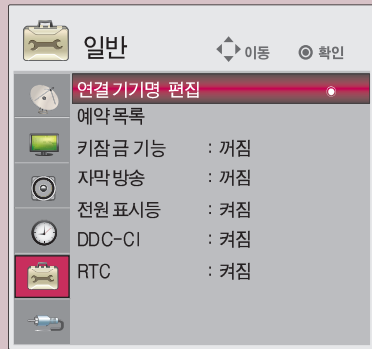 일반 이동 확인
연결 기기명 편집
예약 목록
키잠금 기능 : 꺼짐
자막방송 : 꺼짐
전원 표시등 : 켜짐
DDC-CI : 켜짐
RTC : 켜짐